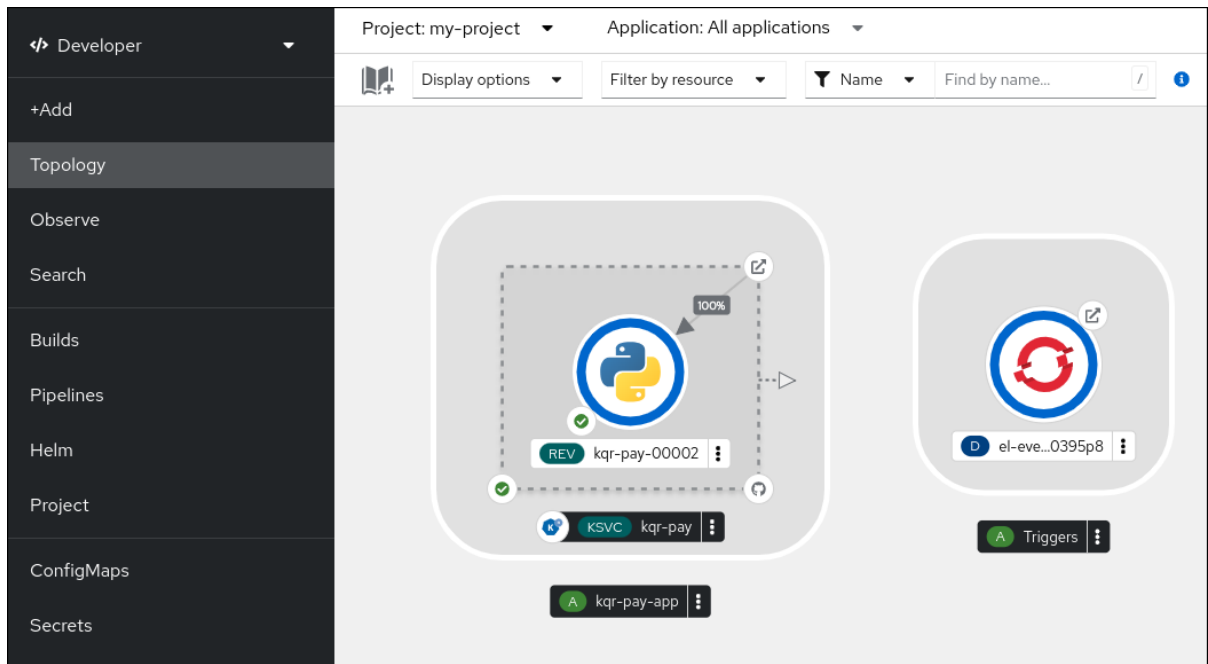 Developer
+Add
Topology
Observe
Search
Builds
Pipelines
Helm
Project
ConfigMaps
Secrets
Project: my-project Application: All applications
Display options Filter by resource Name Find by name... /
100%
REV kqr-pay-00002
KSVC kqr-pay
A kqr-pay-app
D el-eve...0395p8
A Triggers